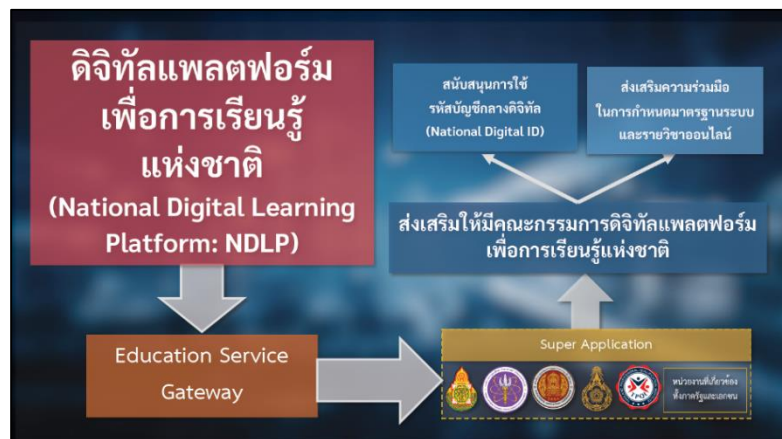 ดิจิทัลแพลตฟอร์ม
เพื่อการเรียนรู้
แห่งชาติ
(National Digital Learning
Platform: NDLP)
สนับสนุนการใช้
รหัสบัญชีกลางดิจิทัล
(National Digital ID)
ส่งเสริมความร่วมมือ
ในการกำหนดมาตรฐานระบบ
และรายวิชาออนไลน์
ส่งเสริมให้มีคณะกรรมการดิจิทัลแพลตฟอร์ม
เพื่อการเรียนรู้แห่งชาติ
Education Service
Gateway
Super Application
หน่วยงานที่เกี่ยวข้อง
ทั้งภาครัฐและเอกชน